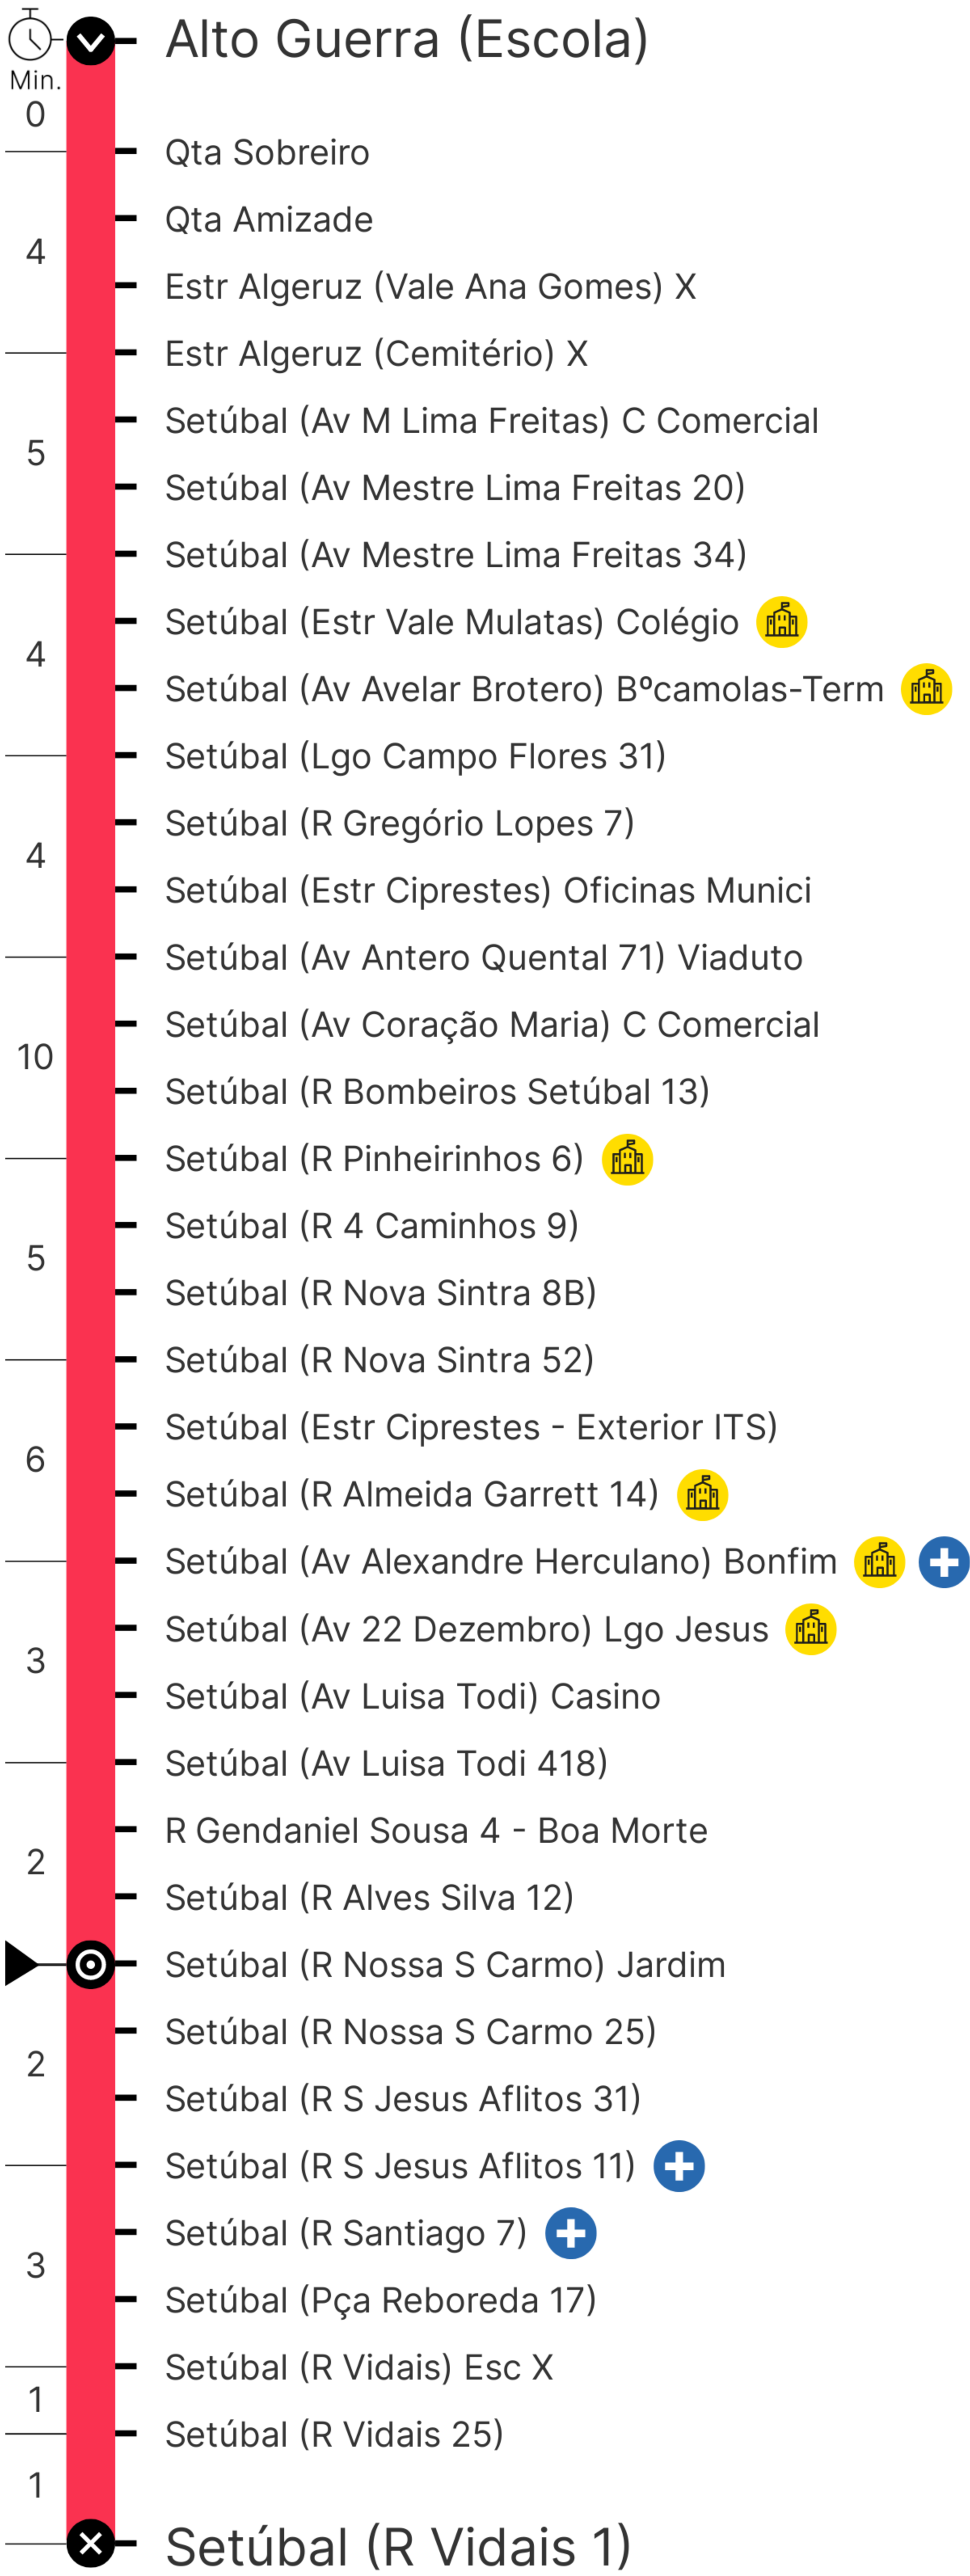 Alto Guerra (Escola)
Min.
0
Qta Sobreiro
Qta Amizade
4
Estr Algeruz (Vale Ana Gomes) X
Estr Algeruz (Cemitério) X
Setúbal (Av M Lima Freitas) C Comercial
5
Setúbal (Av Mestre Lima Freitas 20)
Setúbal (Av Mestre Lima Freitas 34)
Setúbal (Estr Vale Mulatas) Colégio
4
Setúbal (Av Avelar Brotero) Bºcamolas-Term
Setúbal (Lgo Campo Flores 31)
Setúbal (R Gregório Lopes 7)
4
Setúbal (Estr Ciprestes) Oficinas Munici
Setúbal (Av Antero Quental 71) Viaduto
Setúbal (Av Coração Maria) C Comercial
10
Setúbal (R Bombeiros Setúbal 13)
Setúbal (R Pinheirinhos 6)
Setúbal (R 4 Caminhos 9)
5
Setúbal (R Nova Sintra 8B)
Setúbal (R Nova Sintra 52)
Setúbal (Estr Ciprestes - Exterior ITS)
6
Setúbal (R Almeida Garrett 14)
Setúbal (Av Alexandre Herculano) Bonfim
Setúbal (Av 22 Dezembro) Lgo Jesus
3
Setúbal (Av Luisa Todi) Casino
Setúbal (Av Luisa Todi 418)
R Gendaniel Sousa 4 - Boa Morte
2
Setúbal (R Alves Silva 12)
Setúbal (R Nossa S Carmo) Jardim
Setúbal (R Nossa S Carmo 25)
2
Setúbal (R S Jesus Aflitos 31)
Setúbal (R S Jesus Aflitos 11)
Setúbal (R Santiago 7)
3
Setúbal (Pça Reboreda 17)
Setúbal (R Vidais) Esc X
1
Setúbal (R Vidais 25)
1
Setúbal (R Vidais 1)